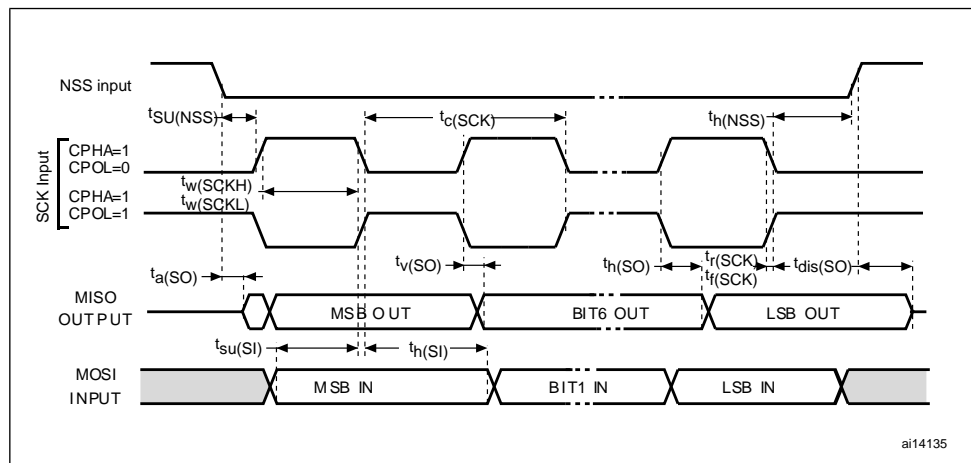 NSS input
tSU(NSS)
tc(SCK)
th(NSS)
SCK Input
CPHA=1
CPOL=0
tw(SCKH)
CPHA=1
tw(SCKL)
CPOL=1
ta(SO)
tv(SO)
th(SO)
tr(SCK)
tf(SCK)
tdis(SO)
MISO
OUTPUT
MSB OUT
BIT6 OUT
LSB OUT
tsu(SI)
th(SI)
MOSI
INPUT
MSB IN
BIT1 IN
LSB IN
ai14135